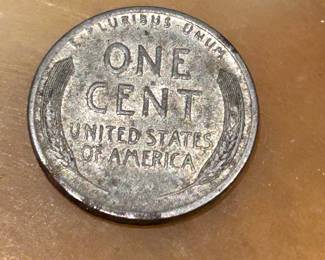 E PLURIBUS UNUM
ONE
CENT
UNITED STATES
OF AMERICA